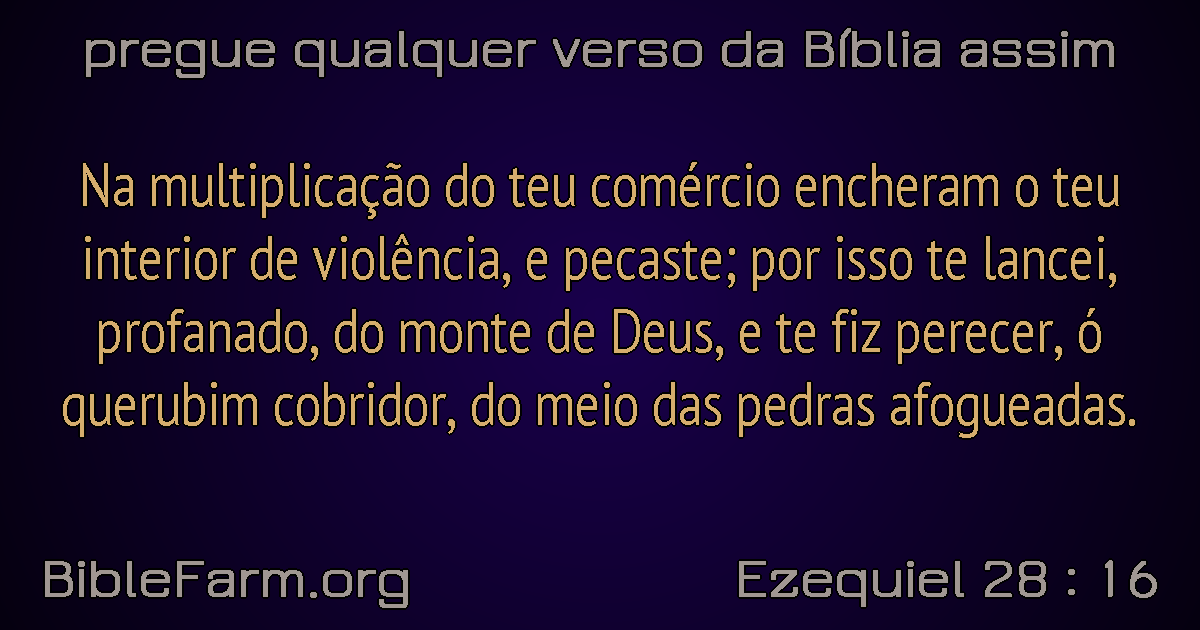 pregue qualquer verso da Bíblia assim
Na multiplicação do teu comércio encheram o teu
interior de violência, e pecaste; por isso te lancei,
profanado, do monte de Deus, e te fiz perecer, ó
querubim cobridor, do meio das pedras afogueadas.
BibleFarm.org
Ezequiel 28 : 16